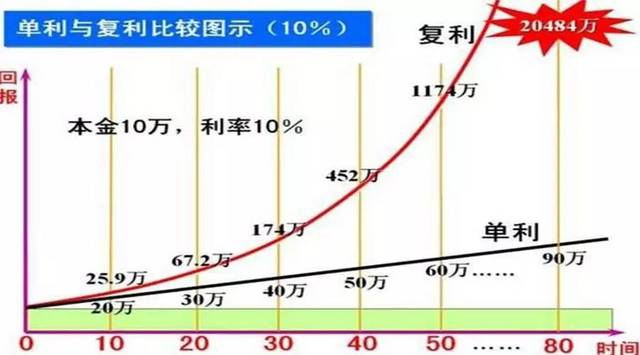 单利与复利比较图示（10%）
复利
20484万
回报
1174万
本金10万，利率10%
452万
174万
单利
67.2万
25.9万
20万
30万
40万
50万
60万……
90万
0 10 20 30 40 50 …… 80 时间